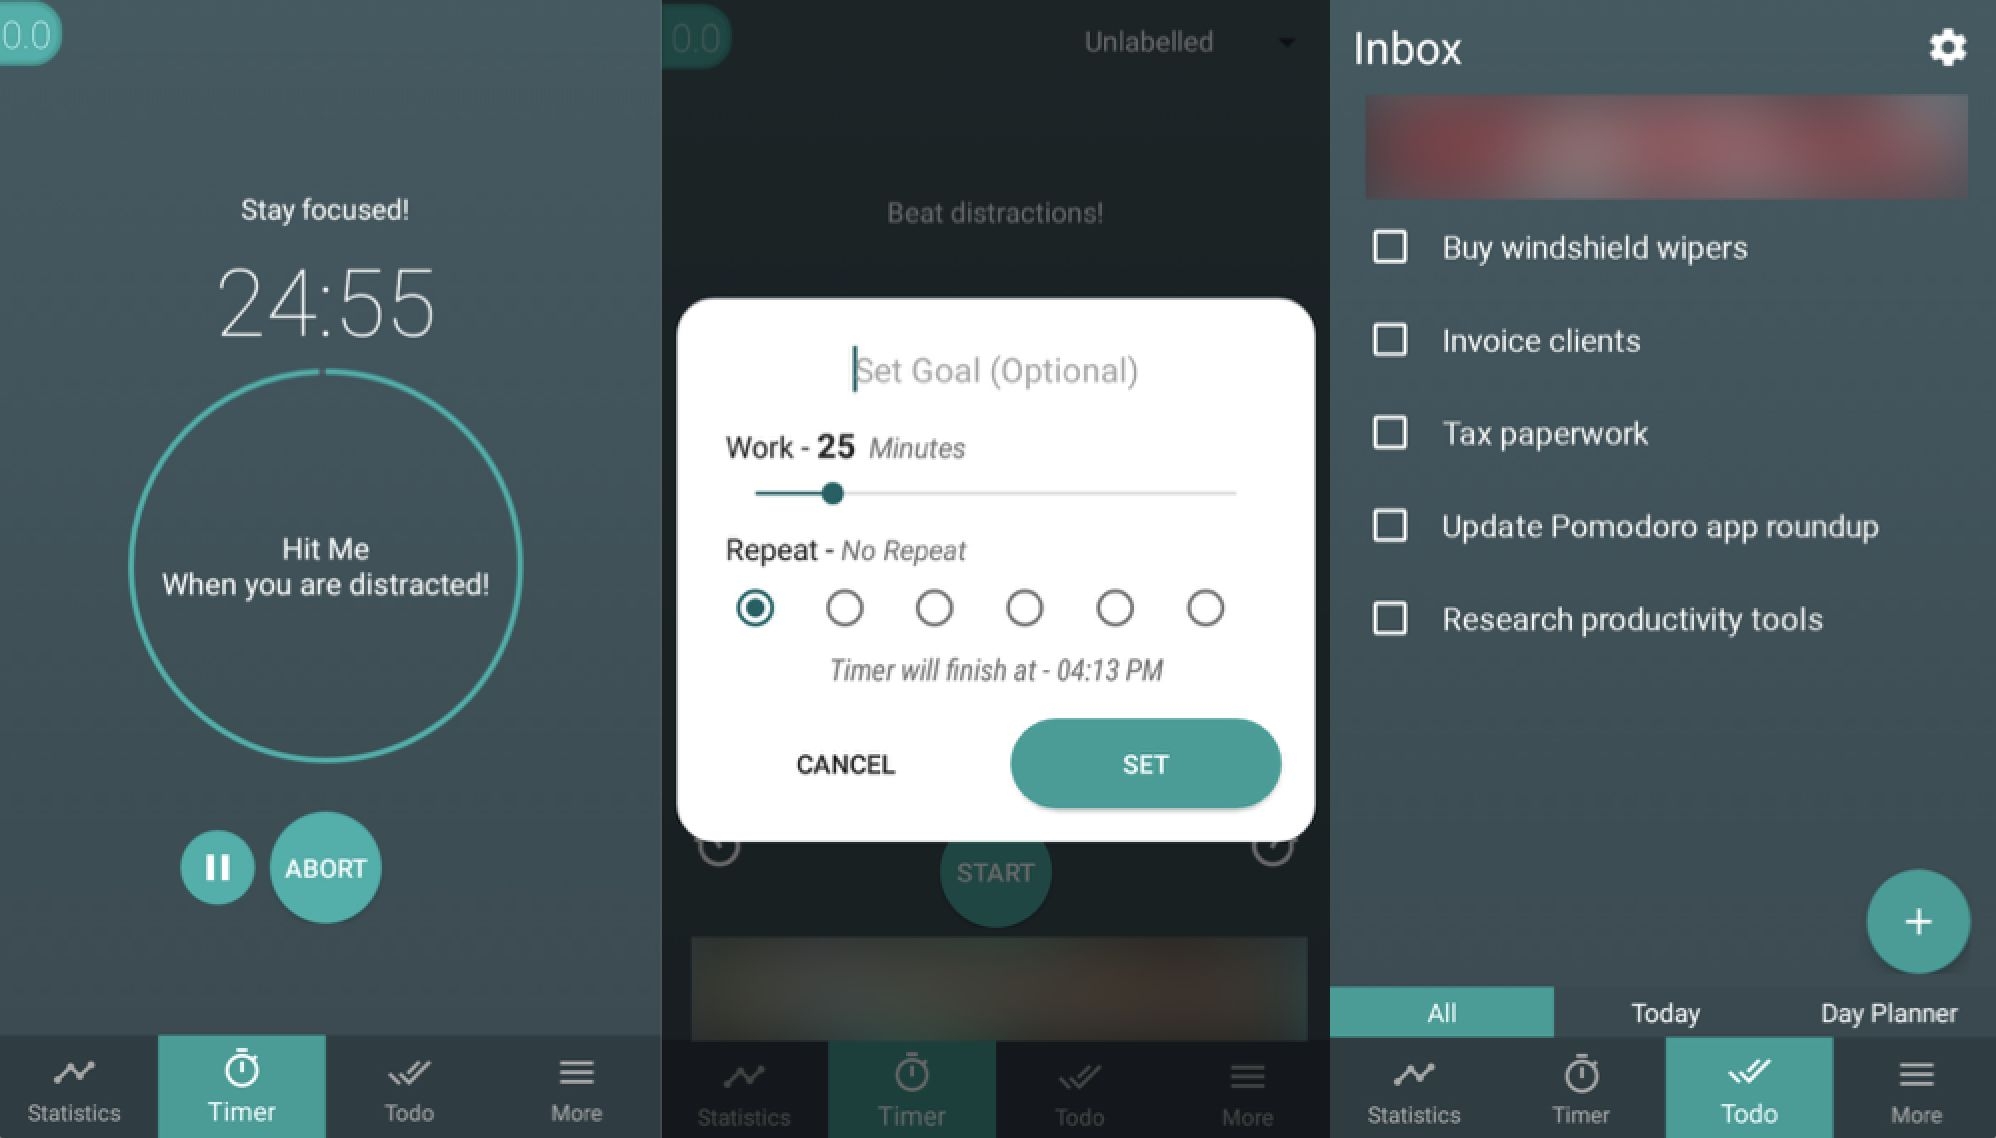 0.0
Stay focused!
24:55
Hit Me
When you are distracted!
ABORT
Statistics
Timer
Todo
More
0.0
Unlabelled
Beat distractions!
Set Goal (Optional)
Work - 25 Minutes
Repeat - No Repeat
Timer will finish at - 04:13 PM
CANCEL
SET
START
Statistics
Timer
Todo
More
Inbox
Buy windshield wipers
Invoice clients
Tax paperwork
Update Pomodoro app roundup
Research productivity tools
+
All
Today
Day Planner
Statistics
Timer
Todo
More